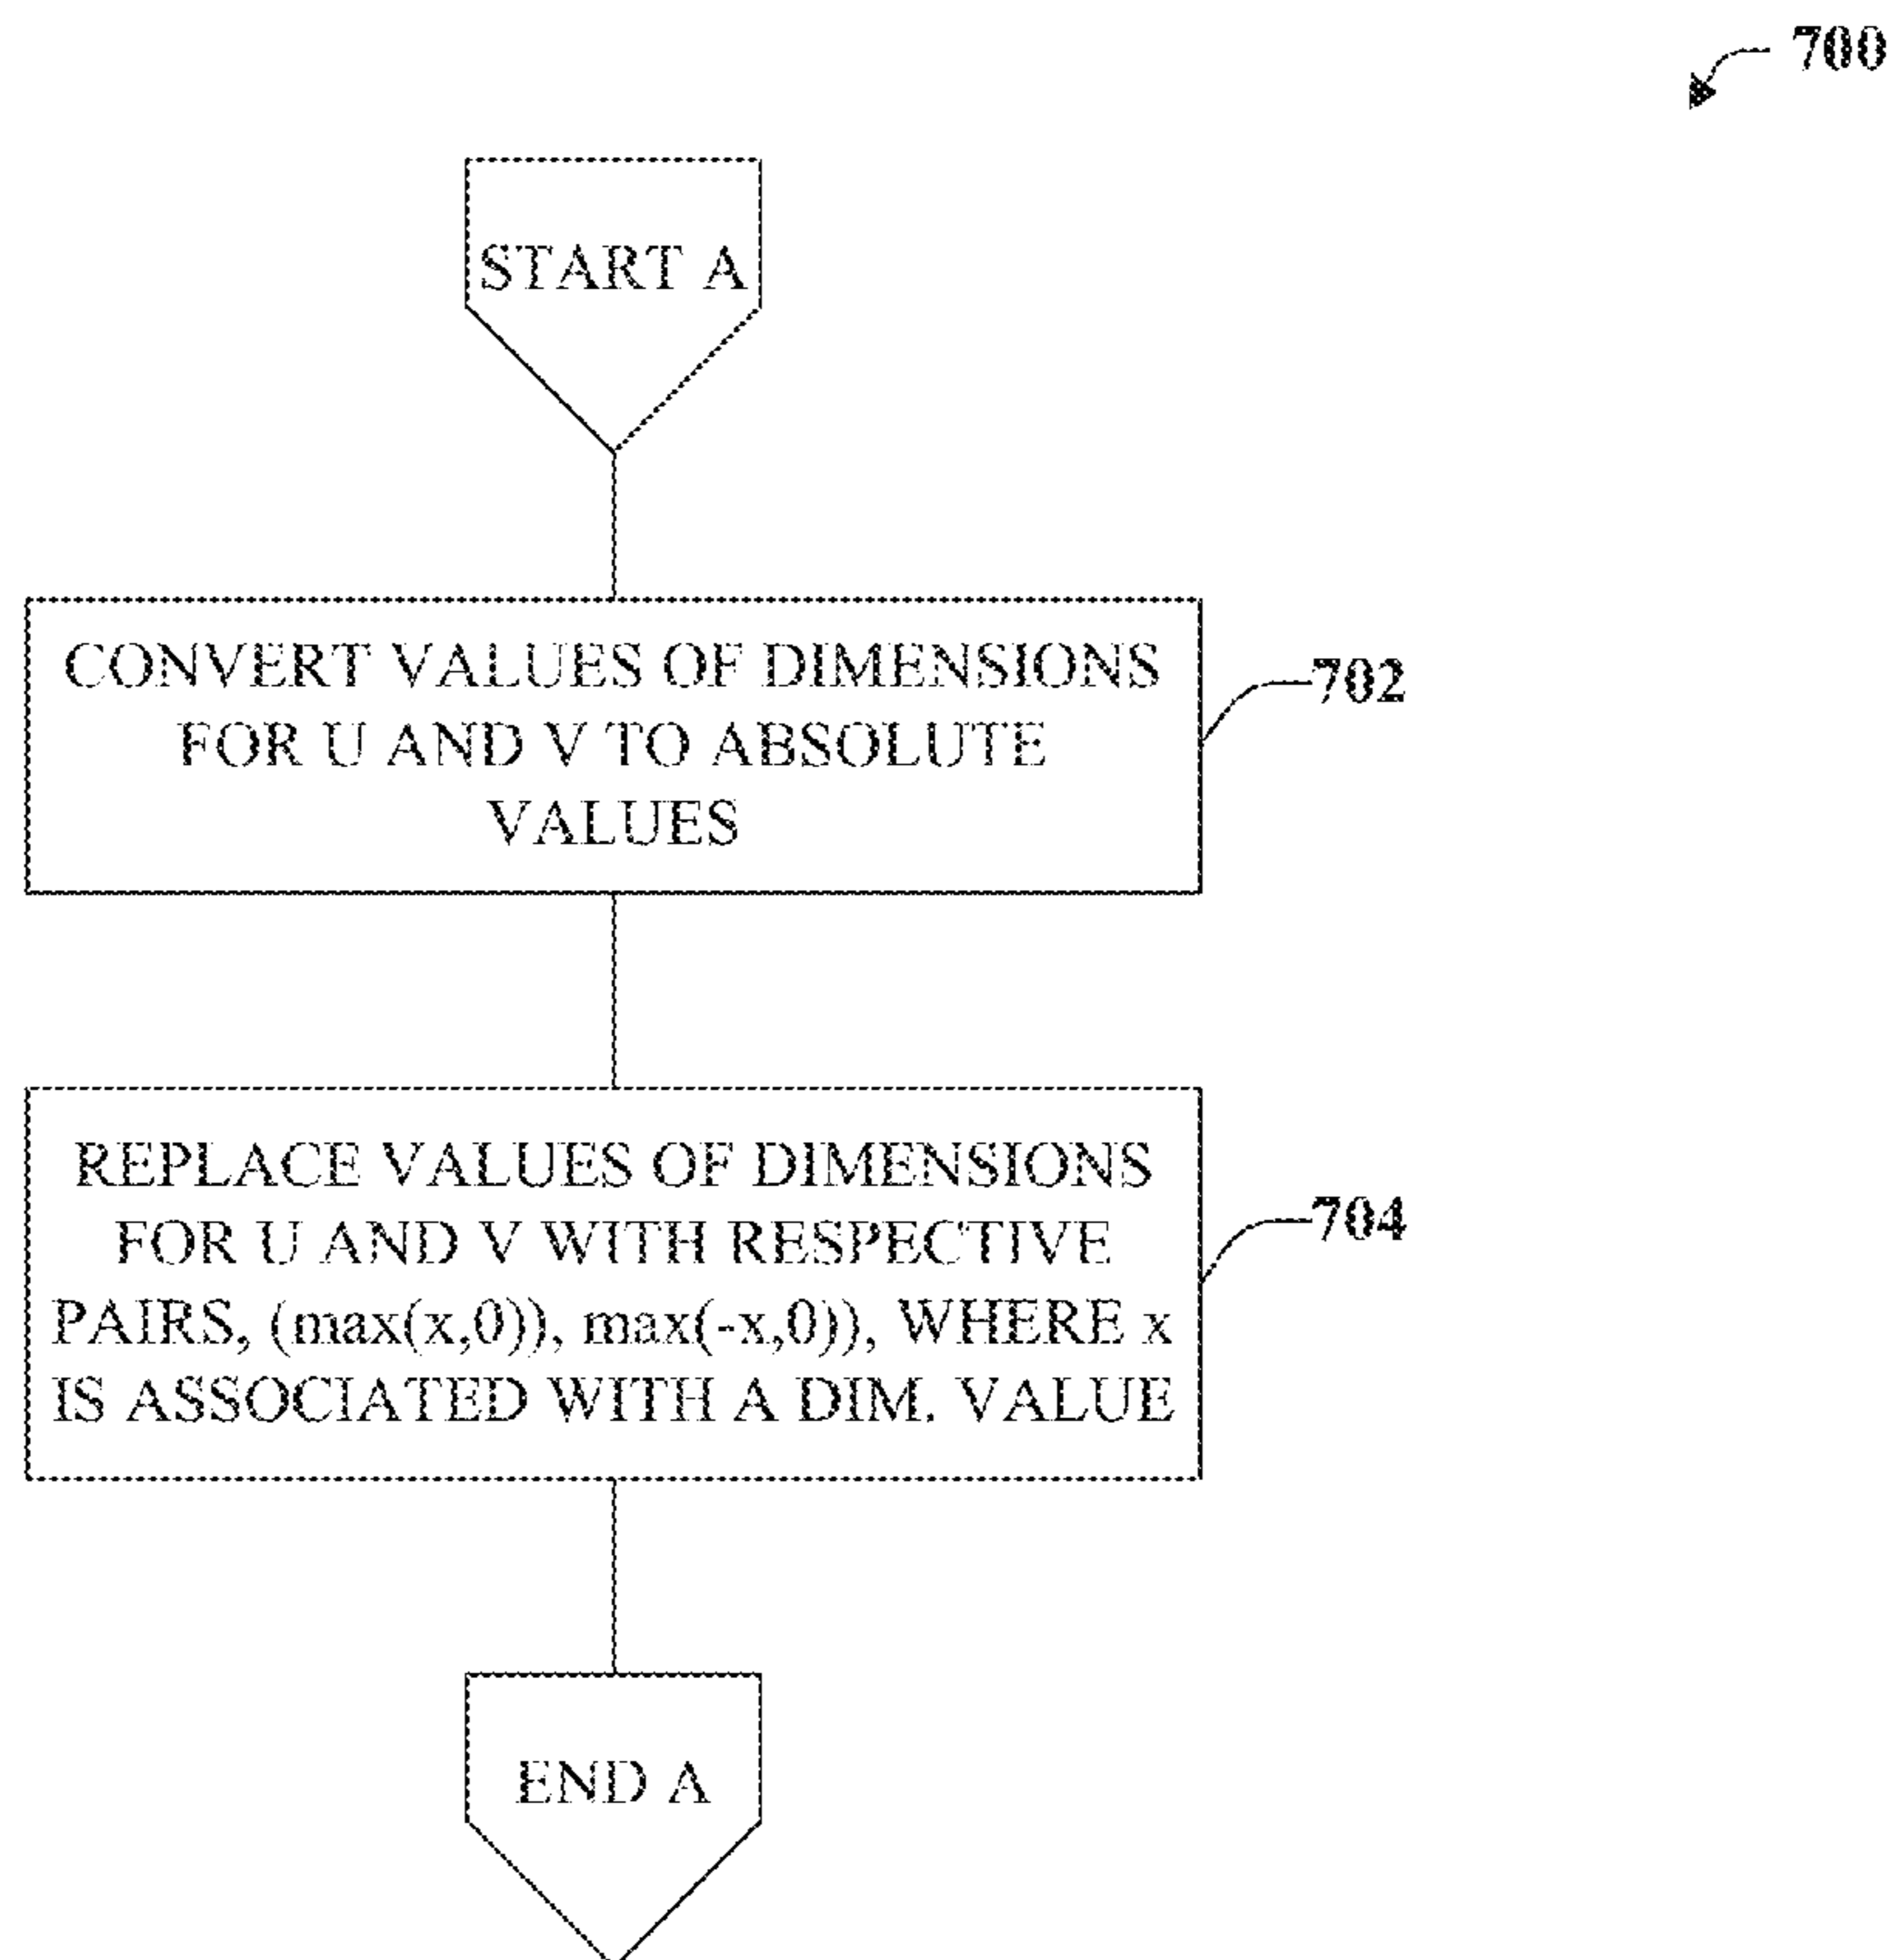 700
START A
CONVERT VALUES OF DIMENSIONS
FOR U AND V TO ABSOLUTE
VALUES
702
REPLACE VALUES OF DIMENSIONS
FOR U AND V WITH RESPECTIVE
PAIRS, (max(x,0)), max(-x,0)), WHERE x
IS ASSOCIATED WITH A DIM. VALUE
704
END A